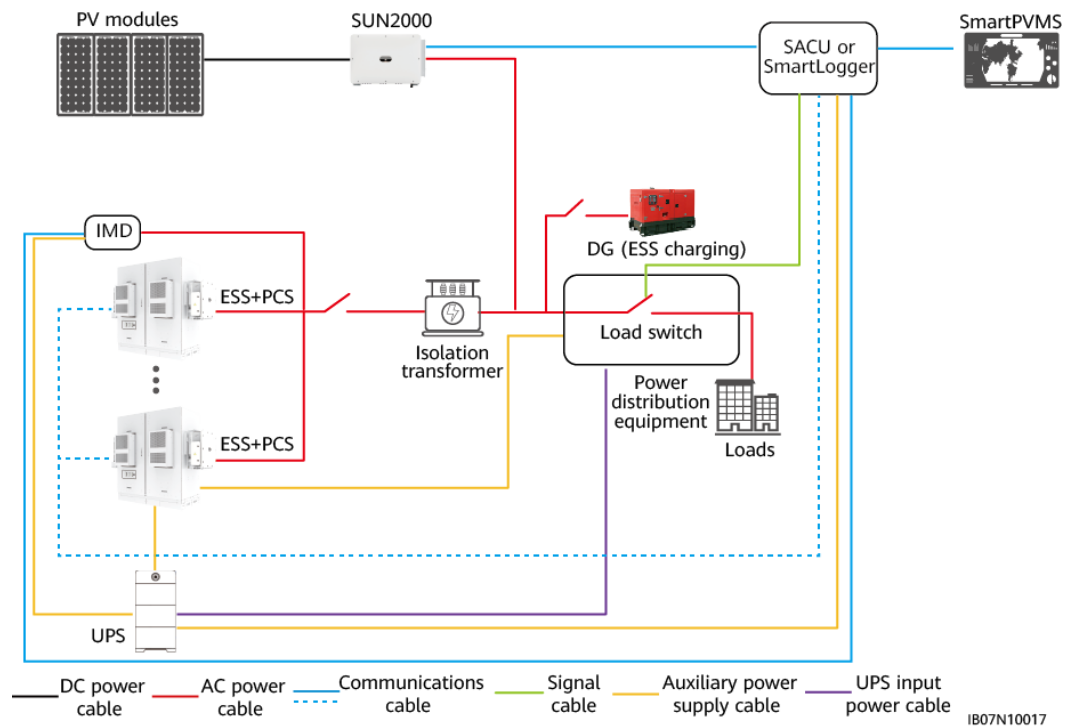 PV modules
SUN2000
SmartPVMS
SACU or
SmartLogger
IMD
DG (ESS charging)
ESS+PCS
Load switch
Isolation
transformer
Power
distribution
equipment
ESS+PCS
Loads
UPS
DC power
cable
AC power
cable
Communications
cable
Signal
cable
Auxiliary power
supply cable
UPS input
power cable
IB07N10017